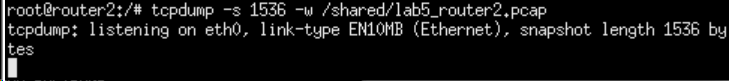 root@router2:/# tcpdump -s 1536 -w /shared/lab5_router2.pcap
tcpdump: listening on eth0, link-type EN10MB (Ethernet), snapshot length 1536 by
tes